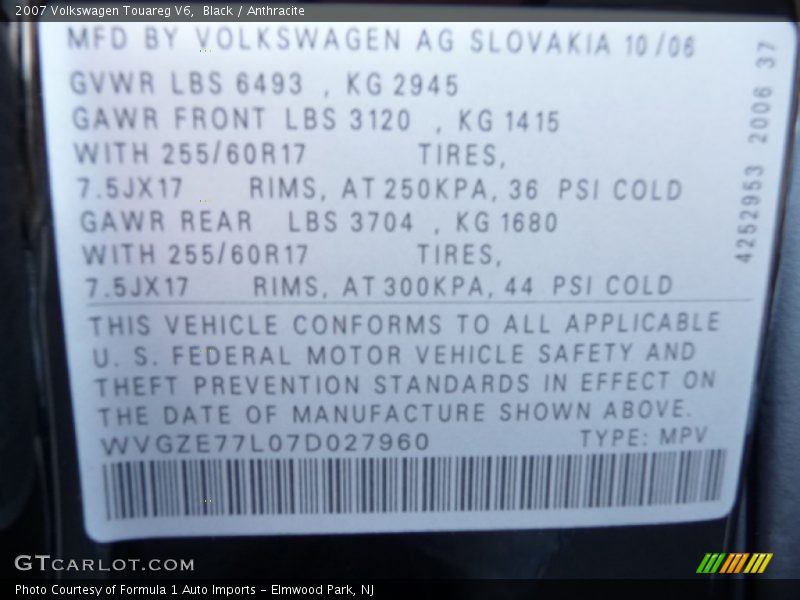 2007 Volkswagen Touareg V6, Black / Anthracite
MFD BY VOLKSWAGEN AG SLOVAKIA 10/06
GVWR LBS 6493 , KG 2945
GAWR FRONT LBS 3120 , KG 1415
WITH 255/60R17 TIRES,
7.5JX17 RIMS, AT 250KPA, 36 PSI COLD
GAWR REAR LBS 3704 , KG 1680
WITH 255/60R17 TIRES,
7.5JX17 RIMS, AT 300KPA, 44 PSI COLD
4252953 2006 37
THIS VEHICLE CONFORMS TO ALL APPLICABLE
U. S. FEDERAL MOTOR VEHICLE SAFETY AND
THEFT PREVENTION STANDARDS IN EFFECT ON
THE DATE OF MANUFACTURE SHOWN ABOVE.
WVGZE77L07D027960 TYPE: MPV
GTCARLOT.COM
Photo Courtesy of Formula 1 Auto Imports - Elmwood Park, NJ